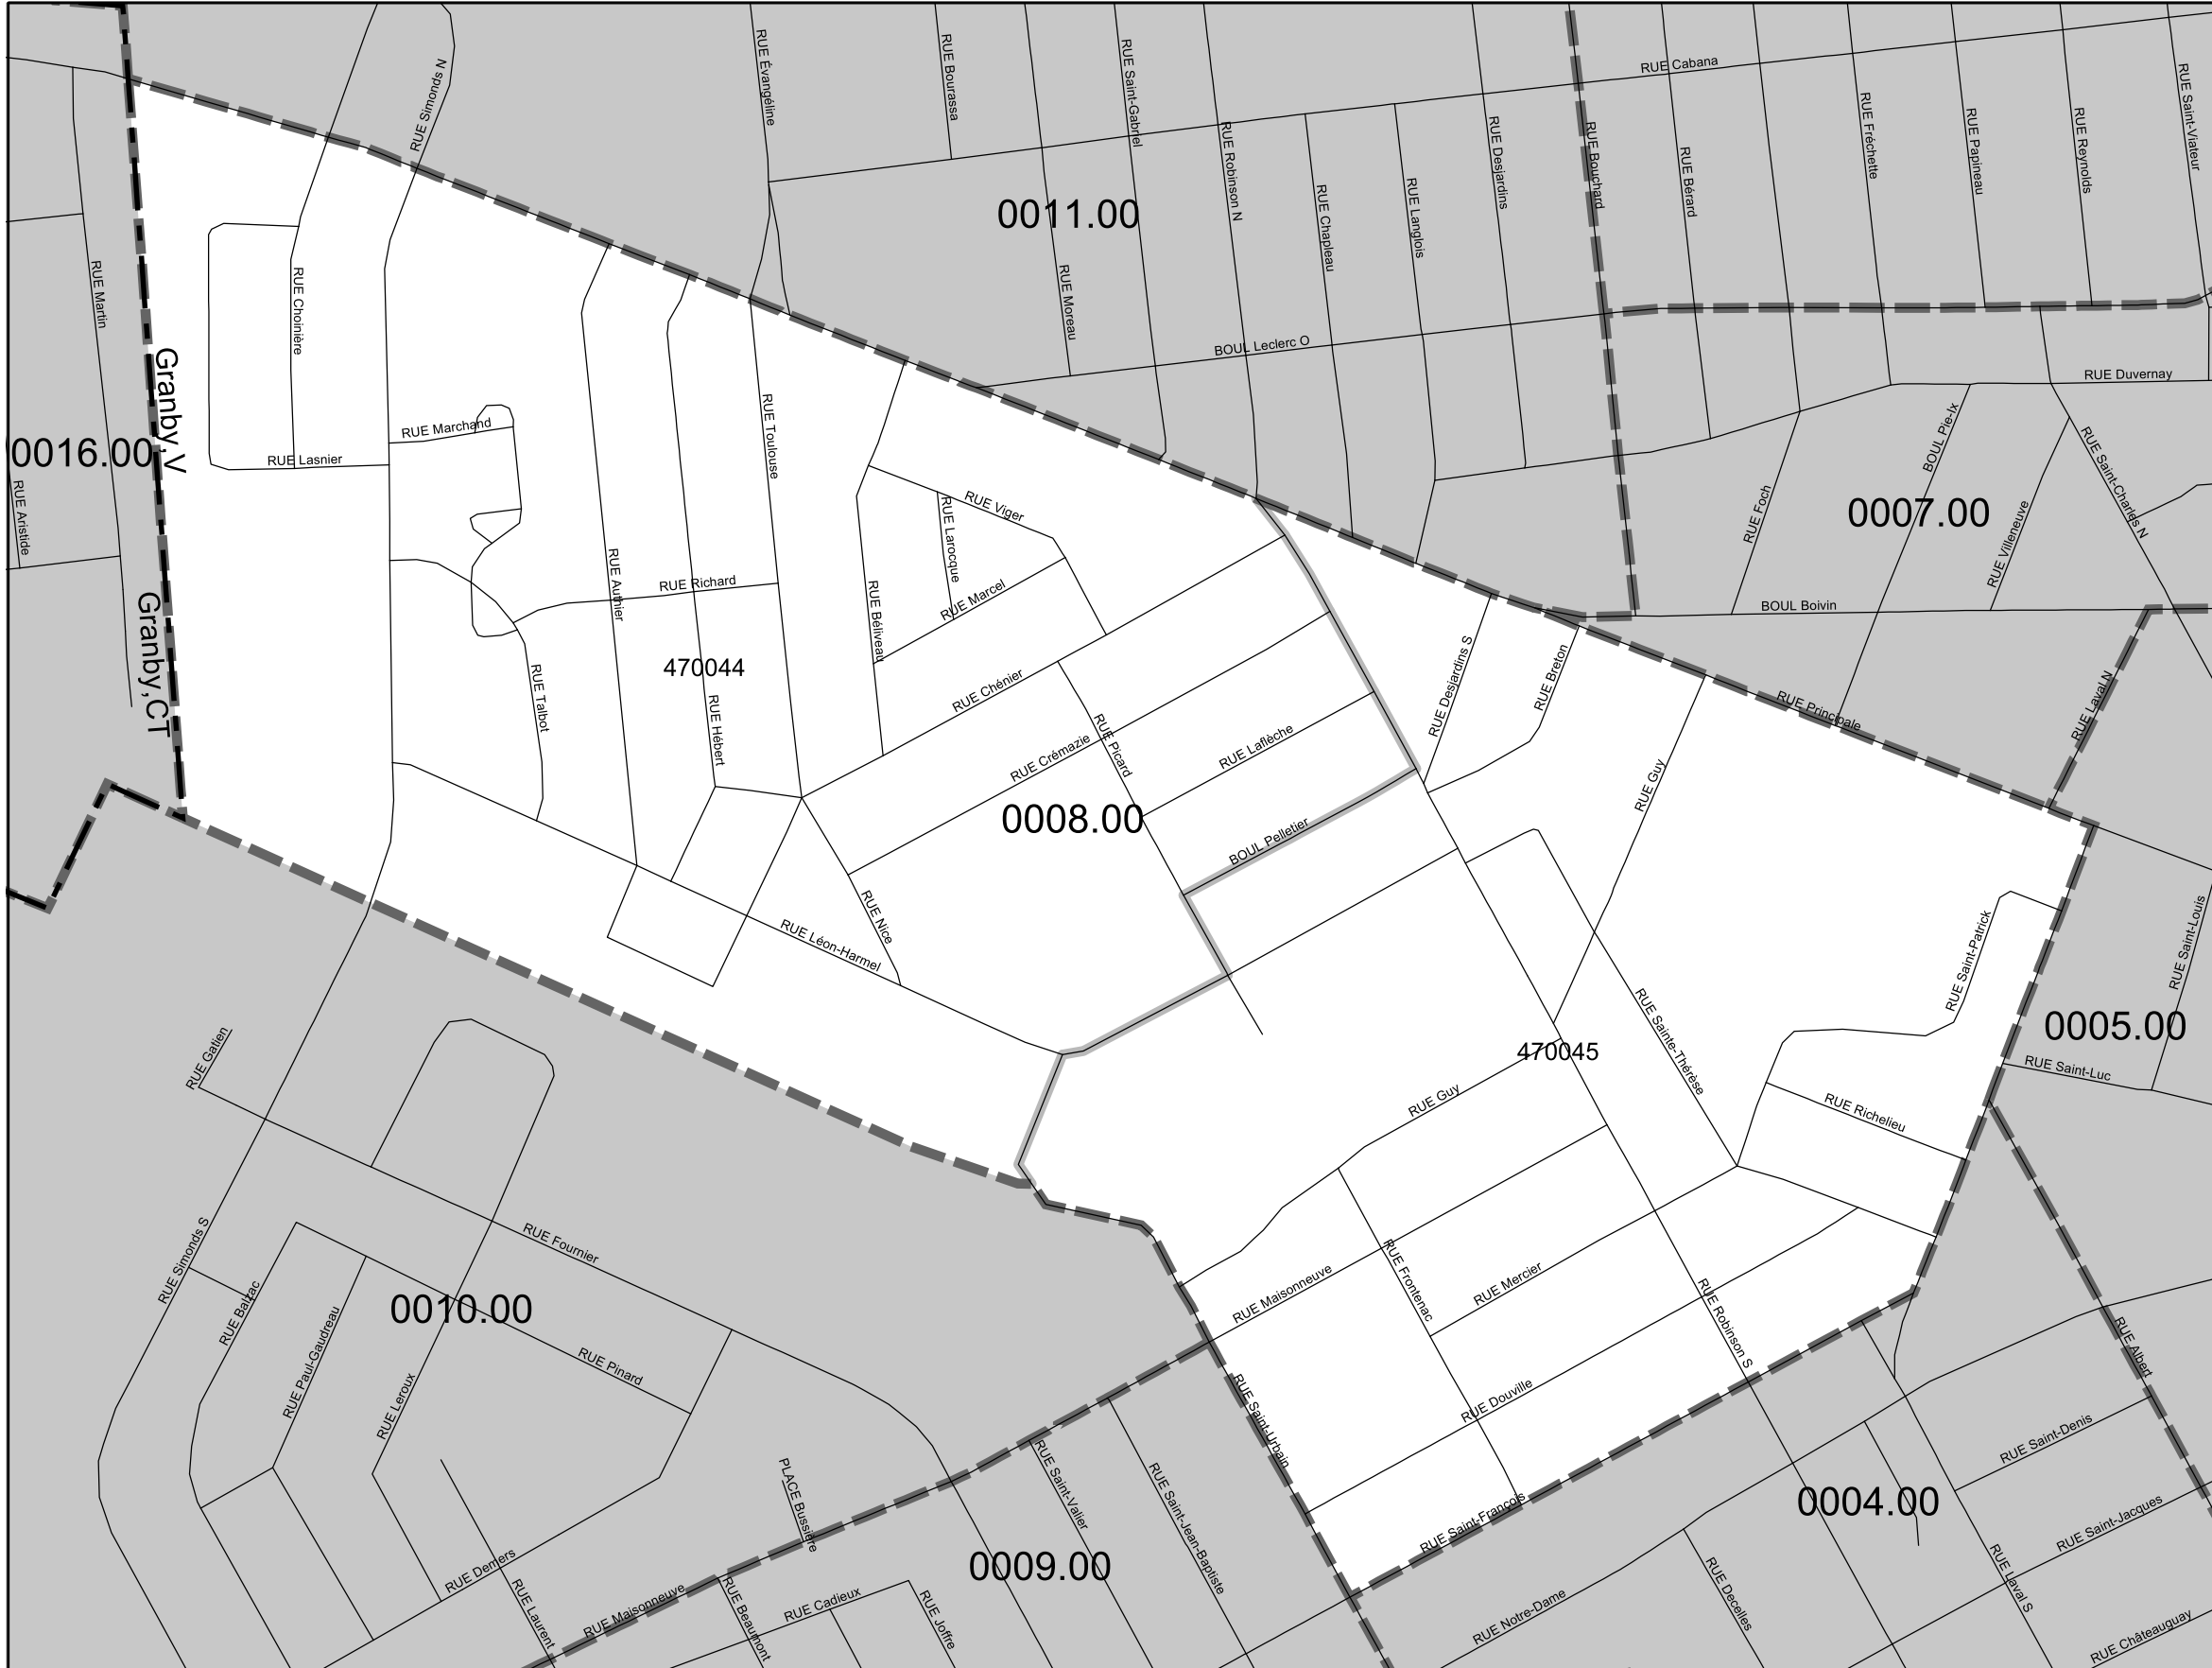 RUE Simonds N
RUE Évangéline
RUE Bourassa
RUE Saint-Gabriel
RUE Cabana
RUE Saint-Viateur
RUE Robinson N
RUE Desjardins
RUE Bouchard
RUE Bérard
RUE Fréchette
RUE Papineau
RUE Reynolds
0011.00
RUE Chapleau
RUE Langlois
RUE Martin
RUE Choinière
RUE Moreau
BOUL Leclerc O
RUE Duvernay
Granby,V
RUE Toulouse
RUE Marchand
BOUL Pie-Ix
RUE Saint-Charles N
0016.00
RUE Lasnier
RUE Aristide
RUE Viger
RUE Larocque
RUE Foch
0007.00
RUE Villeneuve
RUE Authier
RUE Richard
RUE Marcel
RUE Béliveau
BOUL Boivin
Granby,CT
470044
RUE Talbot
RUE Hébert
RUE Chénier
RUE Desjardins S
RUE Breton
RUE Principale
RUE Laval N
RUE Crémazie
RUE Picard
RUE Laflèche
RUE Guy
0008.00
BOUL Pelletier
RUE Nice
RUE Léon-Harmel
RUE Saint-Patrick
RUE Saint-Louis
0005.00
RUE Gatien
470045
RUE Sainte-Thérèse
RUE Saint-Luc
RUE Guy
RUE Richelieu
RUE Simonds S
RUE Fournier
RUE Balzac
RUE Paul-Gaudreau
0010.00
RUE Maisonneuve
RUE Frontenac
RUE Mercier
RUE Robinson S
RUE Albert
RUE Leroux
RUE Pinard
RUE Saint-Urbain
RUE Douville
RUE Saint-Denis
PLACE Bussière
RUE Saint-Valier
RUE Saint-Jean-Baptiste
0004.00
RUE Saint-François
RUE Saint-Jacques
0009.00
RUE Demers
RUE Laurent
RUE Maisonneuve
RUE Beaumont
RUE Cadieux
RUE Joffre
RUE Notre-Dame
RUE Decelles
RUE Laval S
RUE Châteauguay